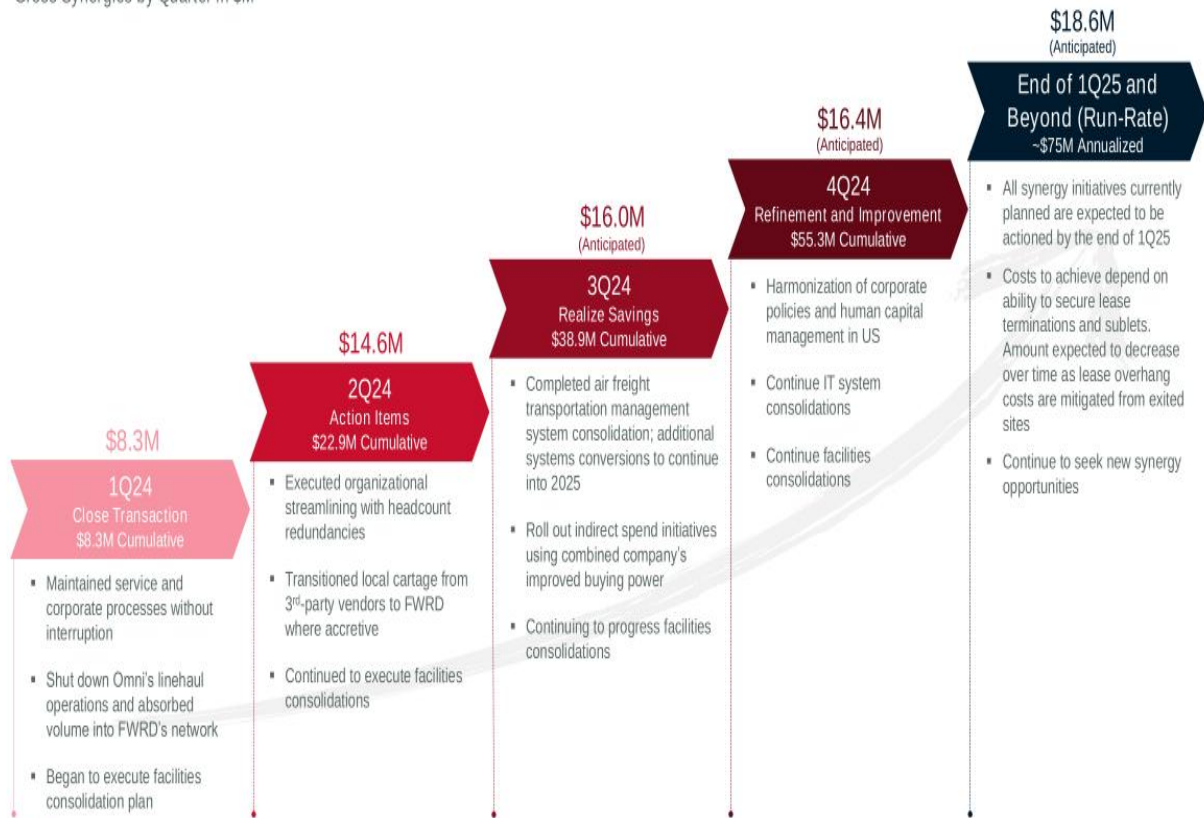 Gross Synergies by Quarter in $M
$8.3M
1Q24
Close Transaction
$8.3M Cumulative
▪ Maintained service and
corporate processes without
interruption
▪ Shut down Omni's linehaul
operations and absorbed
volume into FWRD's network
▪ Began to execute facilities
consolidation plan
$14.6M
2Q24
Action Items
$22.9M Cumulative
▪ Executed organizational
streamlining with headcount
redundancies
▪ Transitioned local cartage from
3rd-party vendors to FWRD
where accretive
▪ Continued to execute facilities
consolidations
$16.0M
(Anticipated)
3Q24
Realize Savings
$38.9M Cumulative
▪ Completed air freight
transportation management
system consolidation; additional
systems conversions to continue
into 2025
▪ Roll out indirect spend initiatives
using combined company's
improved buying power
▪ Continuing to progress facilities
consolidations
$16.4M
(Anticipated)
4Q24
Refinement and Improvement
$55.3M Cumulative
▪ Harmonization of corporate
policies and human capital
management in US
▪ Continue IT system
consolidations
▪ Continue facilities
consolidations
$18.6M
(Anticipated)
End of 1Q25 and
Beyond (Run-Rate)
~$75M Annualized
▪ All synergy initiatives currently
planned are expected to be
actioned by the end of 1Q25
▪ Costs to achieve depend on
ability to secure lease
terminations and sublets.
Amount expected to decrease
over time as lease overhang
costs are mitigated from exited
sites
▪ Continue to seek new synergy
opportunities